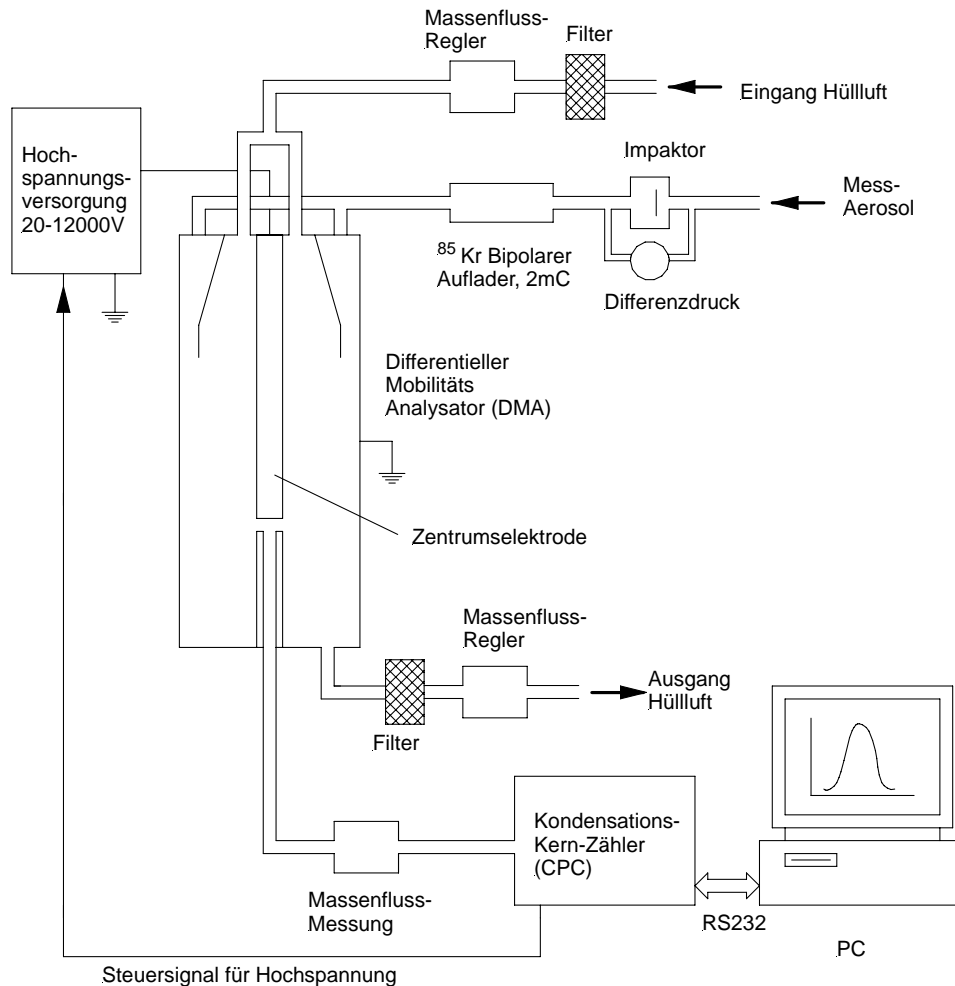 Massenfluss-
Regler
Filter
Eingang Hüllluft
Hoch-
spannungs-
versorgung
20-12000V
Impaktor
Mess-
Aerosol
85 Kr Bipolarer
Auflader, 2mC
Differenzdruck
Differentieller
Mobilitäts
Analysator (DMA)
Zentrumselektrode
Massenfluss-
Regler
Ausgang
Hüllluft
Filter
Kondensations-
Kern-Zähler
(CPC)
Massenfluss-
Messung
RS232
PC
Steuersignal für Hochspannung